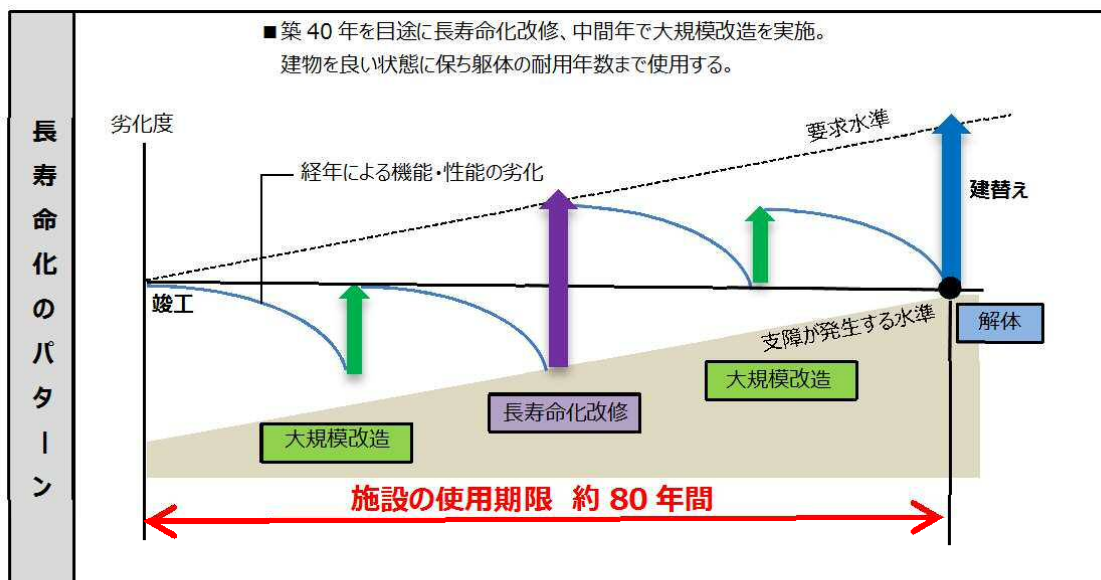 ■築 40 年を目途に長寿命化改修、中間年で大規模改造を実施。
建物を良い状態に保ち躯体の耐用年数まで使用する。
長寿命化のパターン
劣化度
要求水準
経年による機能・性能の劣化
建替え
竣工
支障が発生する水準
解体
大規模改造
長寿命化改修
大規模改造
施設の使用期限 約 80 年間